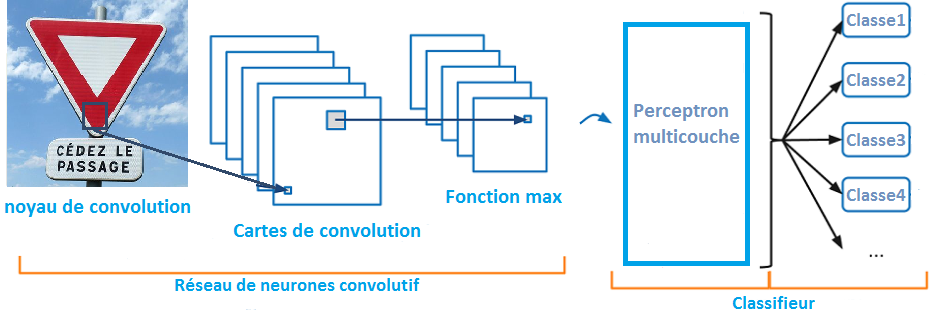 CÉDEZ LE
PASSAGE
noyau de convolution
Cartes de convolution
Fonction max
Réseau de neurones convolutif
Perceptron
multicouche
Classe1
Classe2
Classe3
Classe4
...
Classifieur